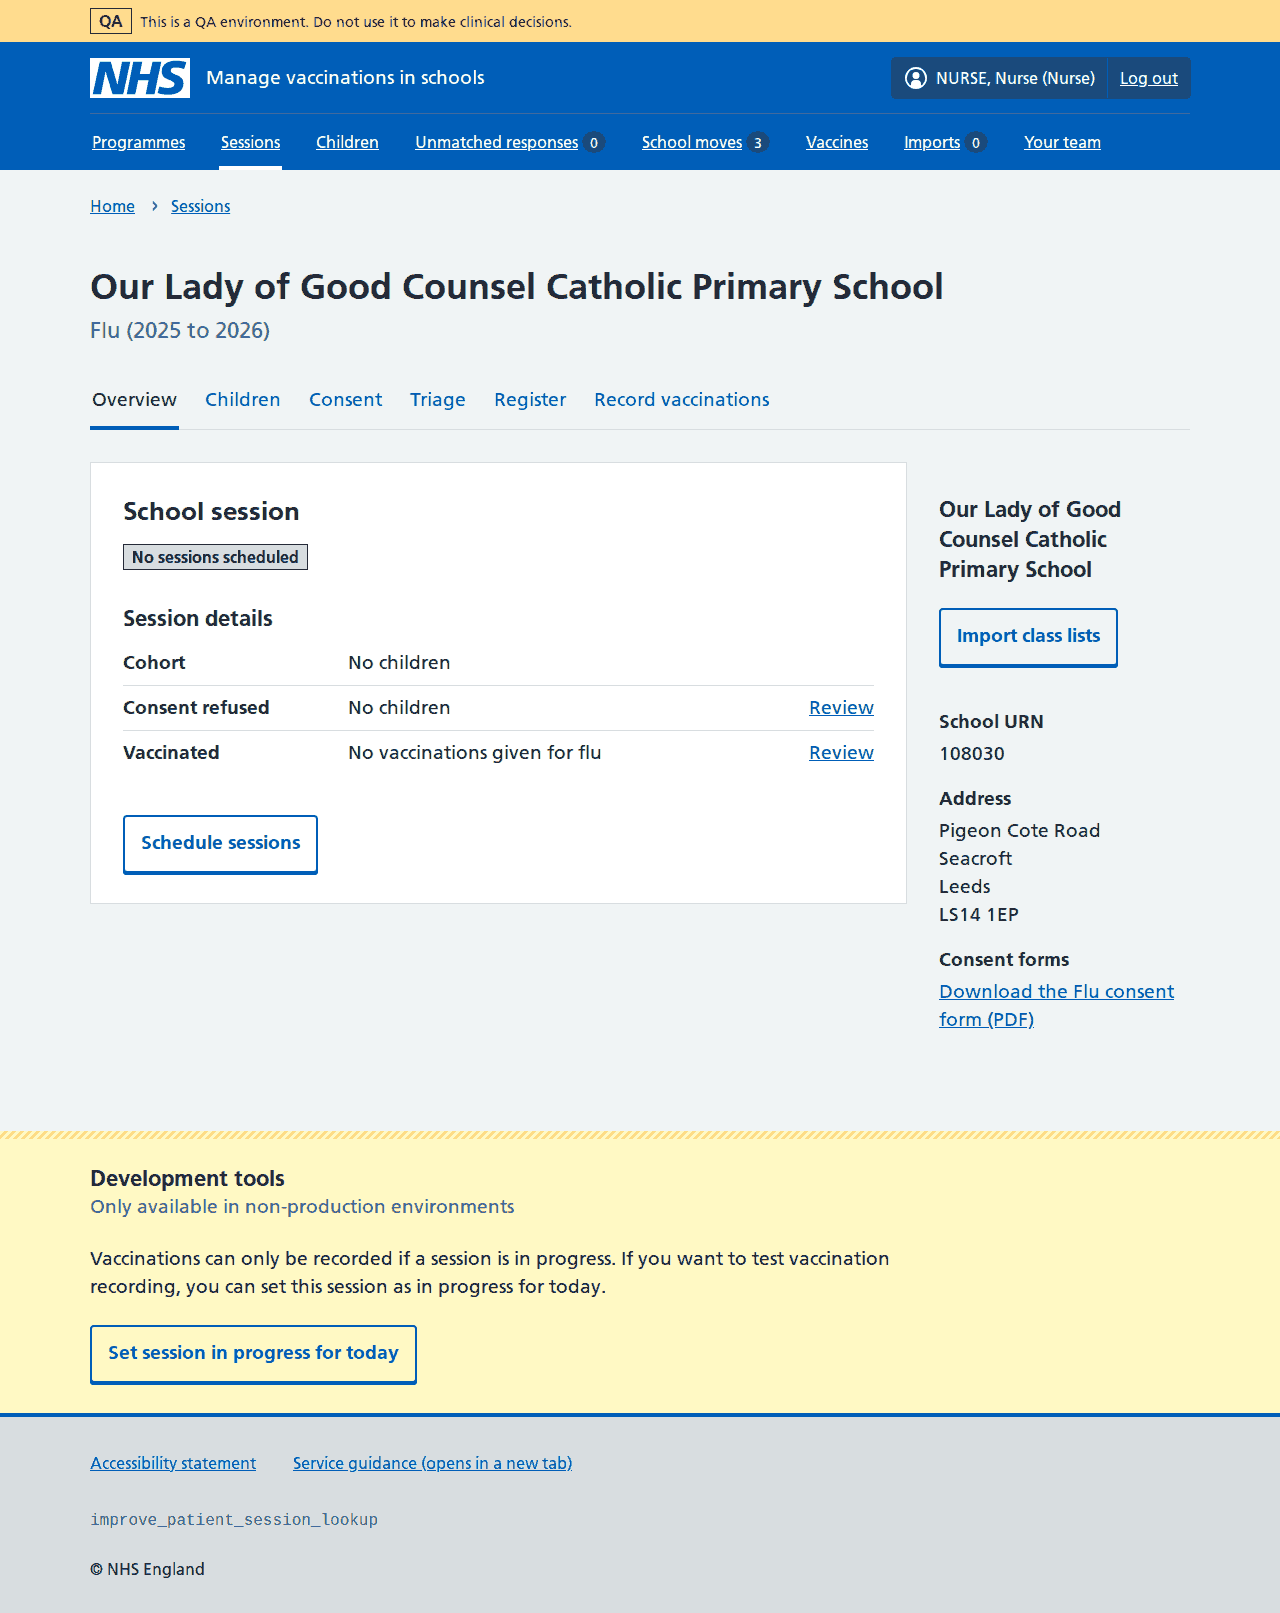 QA This is a QA environment. Do not use it to make clinical decisions.
NHS Manage vaccinations in schools NURSE, Nurse (Nurse) Log out
Programmes Sessions Children Unmatched responses 0 School moves 3 Vaccines Imports 0 Your team
Home › Sessions
Our Lady of Good Counsel Catholic Primary School
Flu (2025 to 2026)
Overview Children Consent Triage Register Record vaccinations
School session
No sessions scheduled
Session details
Cohort No children
Consent refused No children Review
Vaccinated No vaccinations given for flu Review
Schedule sessions
Our Lady of Good
Counsel Catholic
Primary School
Import class lists
School URN
108030
Address
Pigeon Cote Road
Seacroft
Leeds
LS14 1EP
Consent forms
Download the Flu consent
form (PDF)
Development tools
Only available in non-production environments
Vaccinations can only be recorded if a session is in progress. If you want to test vaccination
recording, you can set this session as in progress for today.
Set session in progress for today
Accessibility statement Service guidance (opens in a new tab)
improve_patient_session_lookup
© NHS England